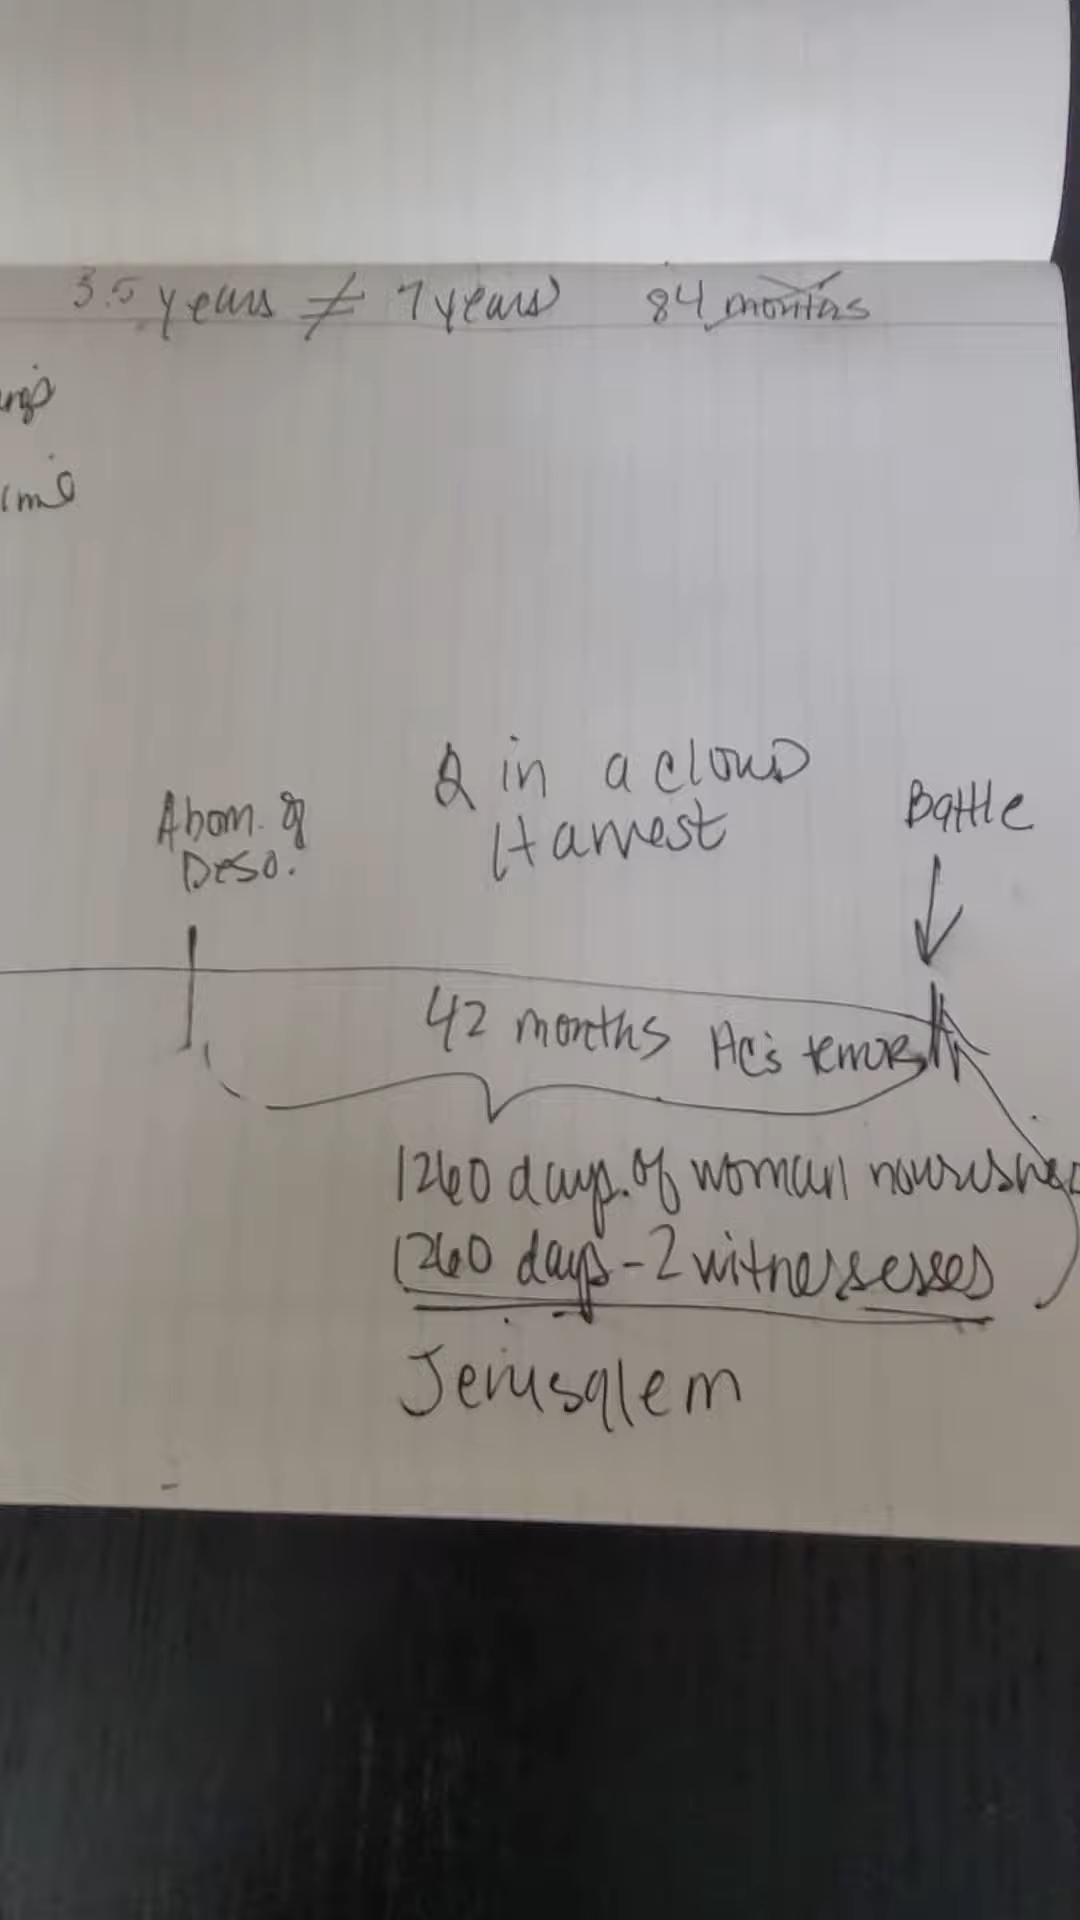 3.5 years ≠ 7 years 84 months
in a cloud
Harvest
Abom. of
Deso.
Battle
42 months AC's terror
1260 days of woman nourished
1260 days - 2 witnessesses
Jerusalem